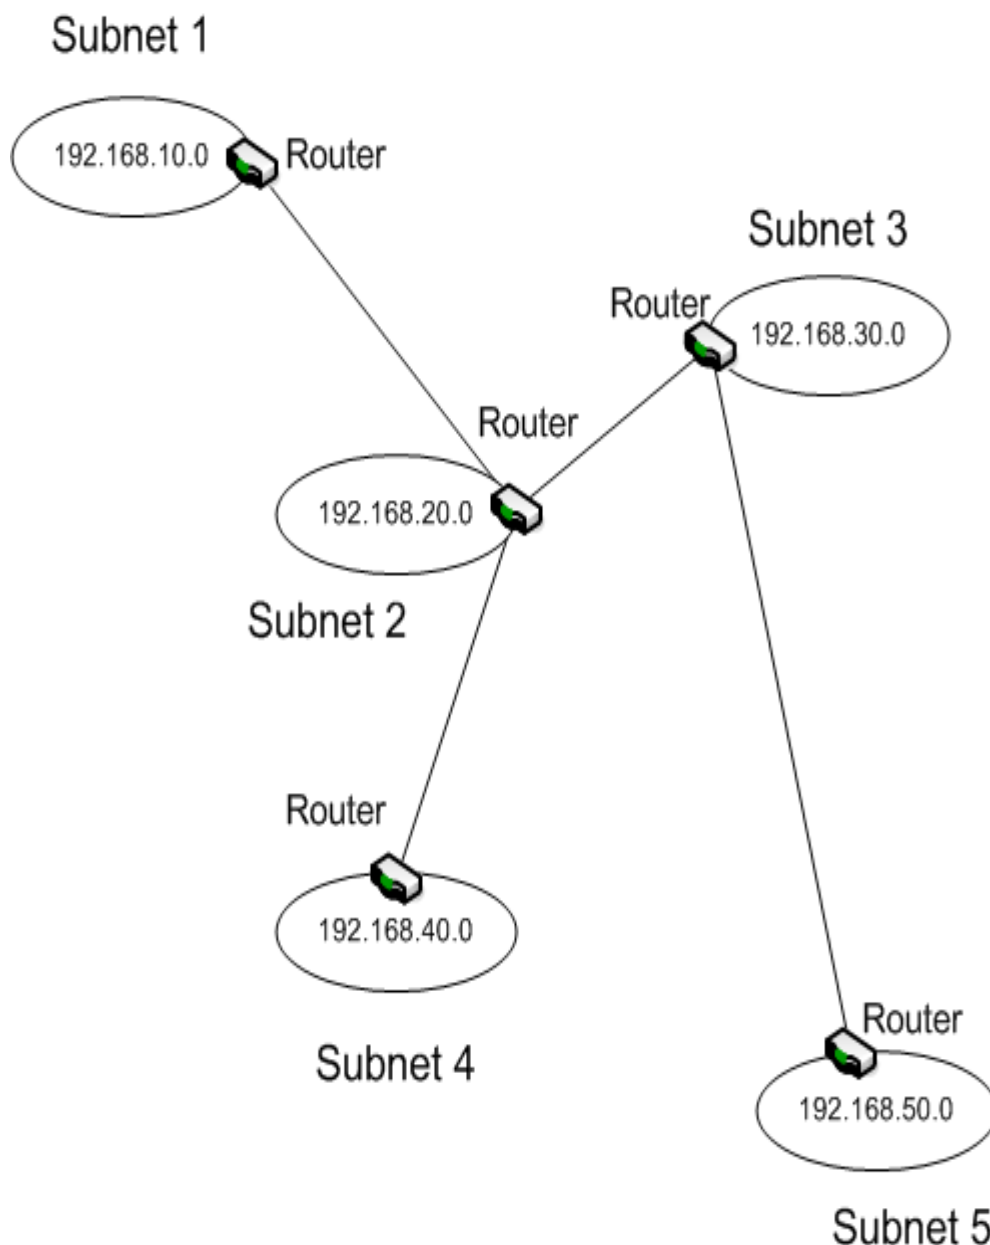 Subnet 1
192.168.10.0
Router
Subnet 3
Router
192.168.30.0
Router
192.168.20.0
Subnet 2
Router
192.168.40.0
Subnet 4
Router
192.168.50.0
Subnet 5